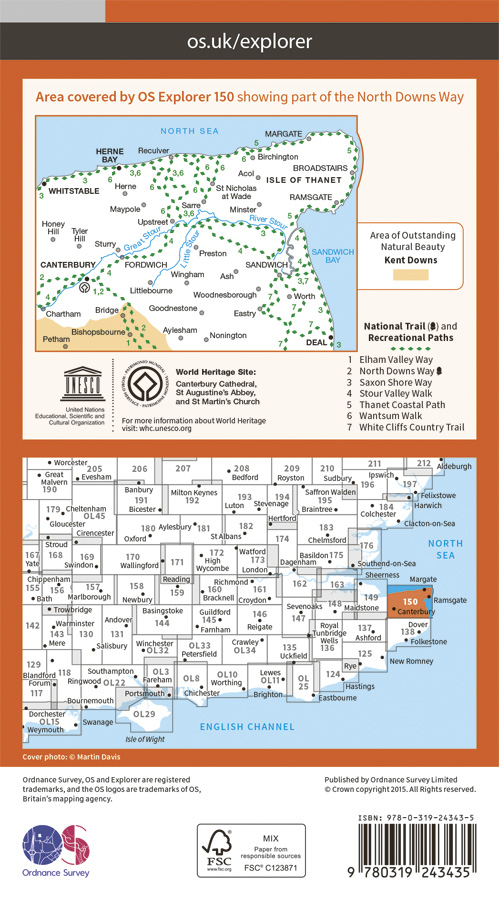 os.uk/explorer
Area covered by OS Explorer 150 showing part of the North Downs Way
NORTH SEA
MARGATE
5
HERNE BAY
Reculver
Birchington
3,6
3,6
5
6
Acol
BROADSTAIRS
WHITSTABLE
3
Herne
St Nicholas
at Wade
ISLE OF THANET
Maypole
Sarre
Minster
RAMSGATE
Honey
Hill
Tyler
Hill
Upstreet
River Stour
Sturry
Great Stour
Little Stour
SANDWICH
BAY
CANTERBURY
FORDWICH
Preston
SANDWICH
Wingham
Ash
3,7
1,2
Littlebourne
Woodnesborough
Worth
Chartham
Bridge
Goodnestone
Eastry
Bishopsbourne
Aylesham
Nonington
DEAL
Petham
Area of Outstanding
Natural Beauty
Kent Downs
National Trail ( ) and
Recreational Paths
1 Elham Valley Way
2 North Downs Way
3 Saxon Shore Way
4 Stour Valley Walk
5 Thanet Coastal Path
6 Wantsum Walk
7 White Cliffs Country Trail
UNESCO
United Nations
Educational, Scientific and
Cultural Organization
World Heritage Site:
Canterbury Cathedral,
St Augustine's Abbey,
and St Martin's Church
For more information about World Heritage
visit: whc.unesco.org
Worcester
205
206
207
208
209
210
211
212
Aldeburgh
Great
Malvern
190
Evesham
Banbury
191
Milton Keynes
192
Bedford
Royston
Sudbury
Ipswich
196
197
Felixstowe
193
194
Saffron Walden
195
179
Cheltenham
OL45
Bicester
Luton
Stevenage
Braintree
184
Harwich
Gloucester
Cirencester
180
Aylesbury
181
182
Hertford
183
Colchester
Clacton-on-Sea
Stroud
Oxford
St Albans
174
Chelmsford
176
167
168
169
170
171
172
Watford
173
Basildon
175
NORTH
SEA
Yate
Swindon
Wallingford
High
Wycombe
London
Dagenham
Southend-on-Sea
Chippenham
155
156
157
158
Reading
159
160
Richmond
161
162
163
Sheerness
Margate
Bath
Marlborough
Newbury
Bracknell
Croydon
149
150
Ramsgate
Trowbridge
Basingstoke
144
Guildford
145
146
Sevenoaks
147
148
Maidstone
Canterbury
142
143
Warminster
130
Andover
131
Farnham
Reigate
Royal
Tunbridge
Wells
136
137
Ashford
Dover
138
Folkestone
Mere
Salisbury
Winchester
OL32
OL33
Petersfield
Crawley
OL34
135
Uckfield
125
New Romney
129
118
Southampton
OL3
Fareham
OL8
OL10
Worthing
Lewes
OL11
OL
25
124
Rye
Blandford
Forum
117
Ringwood
OL22
Portsmouth
Chichester
Brighton
Hastings
Eastbourne
Bournemouth
Dorchester
OL15
Weymouth
Swanage
OL29
Isle of Wight
ENGLISH CHANNEL
Cover photo: © Martin Davis
Ordnance Survey, OS and Explorer are registered
trademarks, and the OS logos are trademarks of OS,
Britain's mapping agency.
Published by Ordnance Survey Limited
© Crown copyright 2015. All Rights reserved.
Ordnance Survey
FSC
www.fsc.org
MIX
Paper from
responsible sources
FSC® C123871
ISBN: 978-0-319-24343-5
9 780319 243435